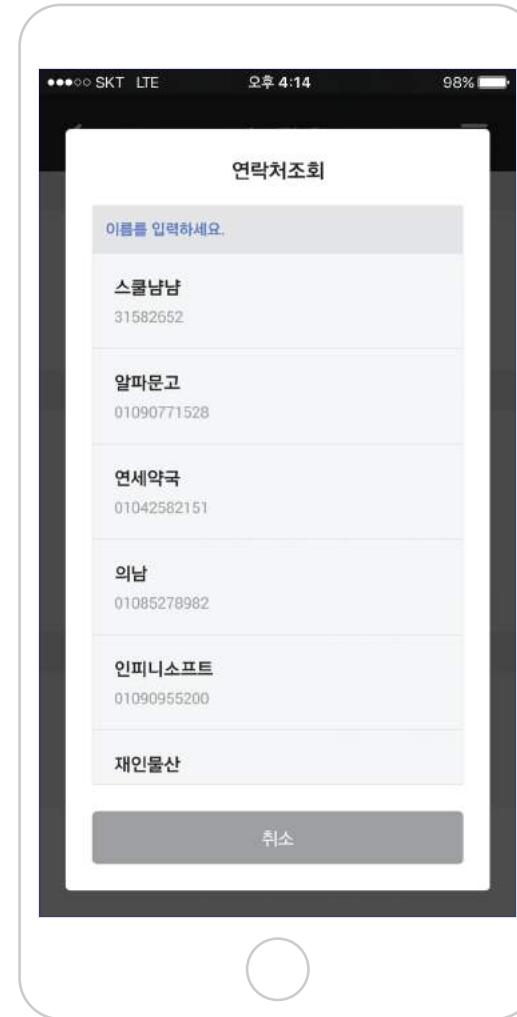 SKT LTE 오후 4:14 98%
연락처조회
이름를 입력하세요.
스쿨냥냥
31582652
알파문고
01090771528
연세약국
01042582151
의남
01085278982
인피니소프트
01090955200
재인물산
취소